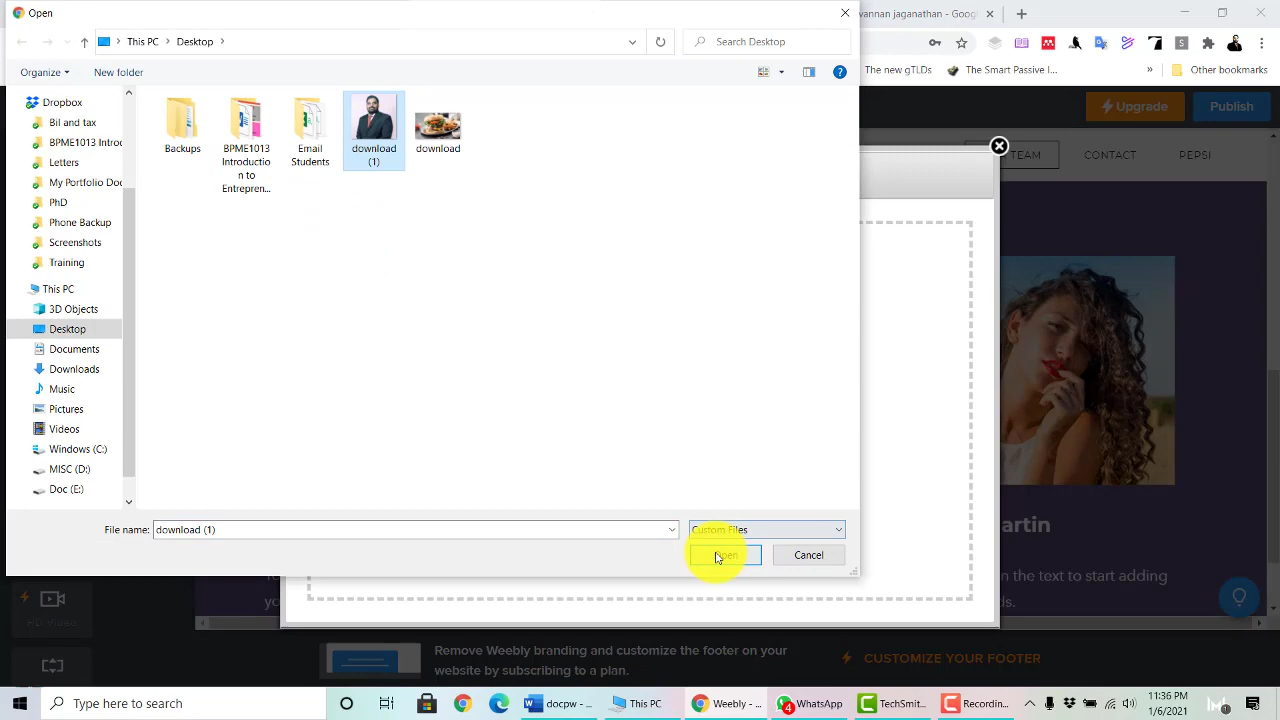 Open
vannan jaganathan - Goog
This PC
Desktop
Search Desktop
Organize
New folder
The new gTLDs
The Smart Passive I...
»
Other bookmarks
Upgrade
Publish
TEAM
CONTACT
PEPSI
Dropbox
Bil and tax
BPME1013 Introc
Letters
My Portfolio Doc
PhD
Phone Backup
Screenshots
Training
This PC
3D Objects
Desktop
Documents
Downloads
Music
Pictures
Videos
Windows (C:)
MISC (D:)
Doc (E:)
Backups
BPME1013
Introductio
n to
Entrepren...
Email
Students
download
(1)
download
File name:
download (1)
Custom Files
Open
Cancel
artin
n the text to start adding
ds.
HD Video
Remove Weebly branding and customize the footer on your
website by subscribing to a plan.
CUSTOMIZE YOUR FOOTER
Type here to search
docpw - ...
This PC
Weebly - ...
4
WhatsApp
TechSmit...
Recordin...
11:36 PM
1/6/2021